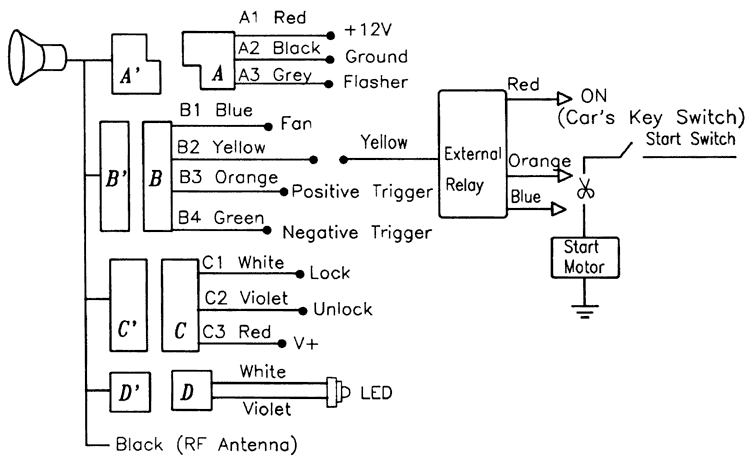 A'
A
A1 Red
+12V
A2 Black
Ground
A3 Grey
Flasher
B'
B
B1 Blue
Fan
B2 Yellow
Yellow
B3 Orange
Positive Trigger
B4 Green
Negative Trigger
External
Relay
Red
ON
(Car's Key Switch)
Start Switch
Orange
Blue
Start
Motor
C'
C
C1 White
Lock
C2 Violet
Unlock
C3 Red
V+
D'
D
White
Violet
LED
Black (RF Antenna)